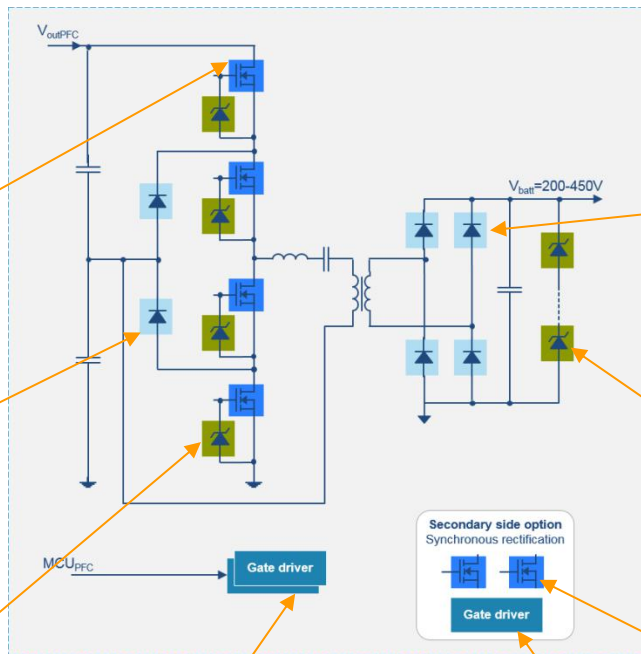 VoutPFC
Vbatt=200-450V
MCUPFC
Gate driver
Secondary side option
Synchronous rectification
Gate driver